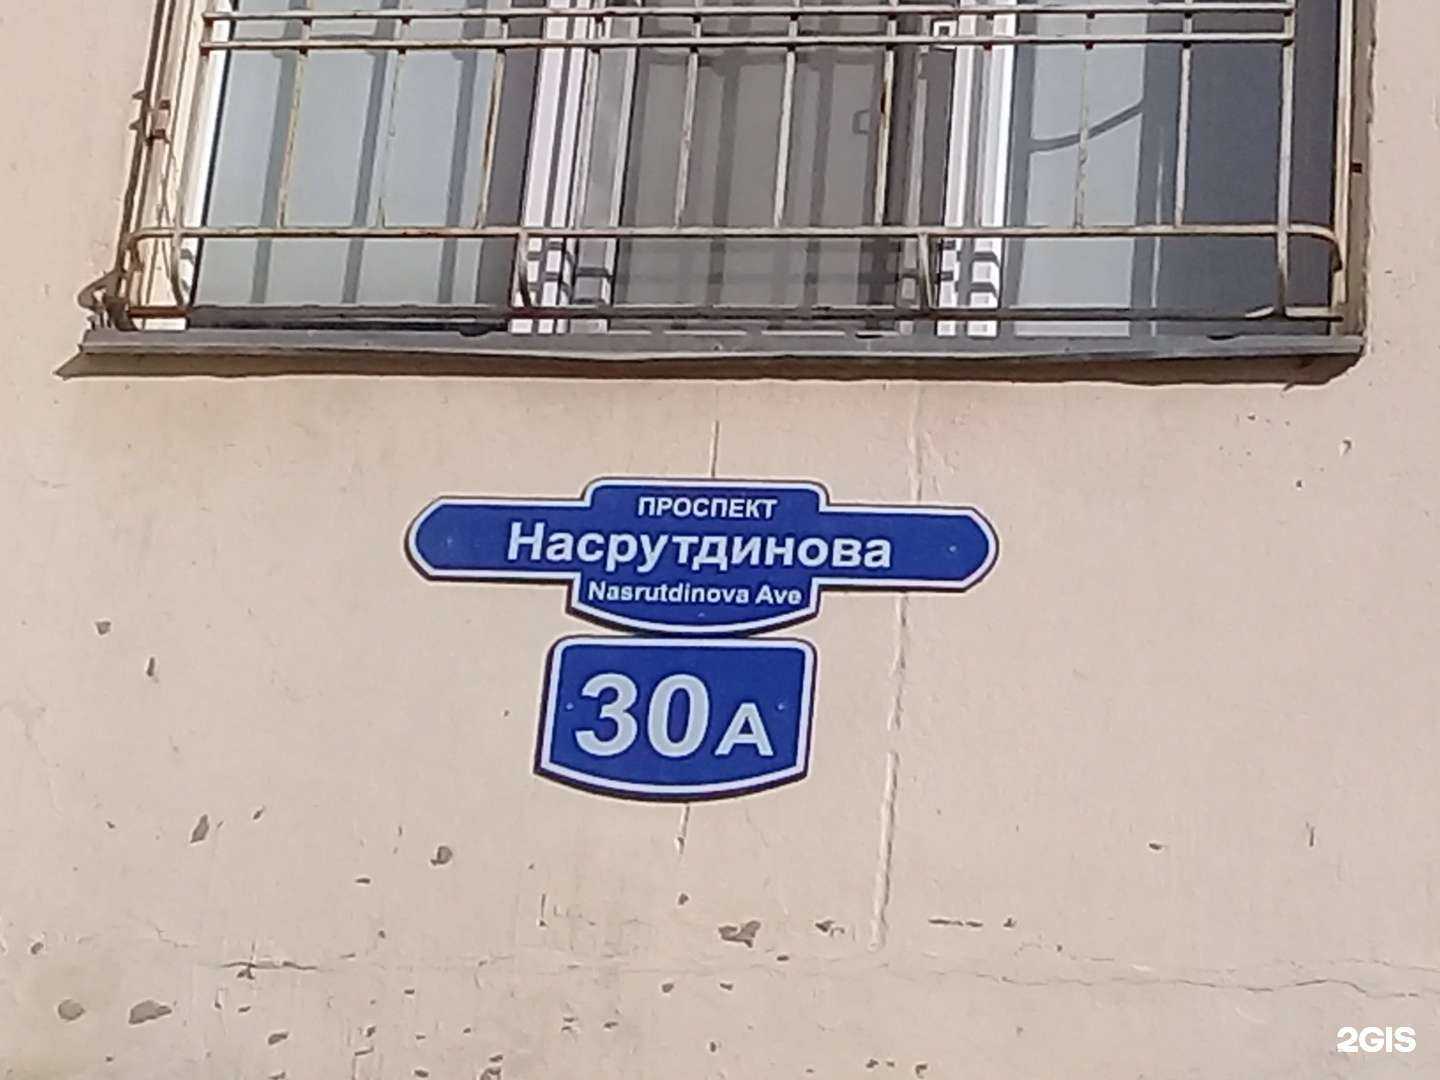 ПРОСПЕКТ
Насрутдинова
Nasrutdinova Ave
30А
2GIS